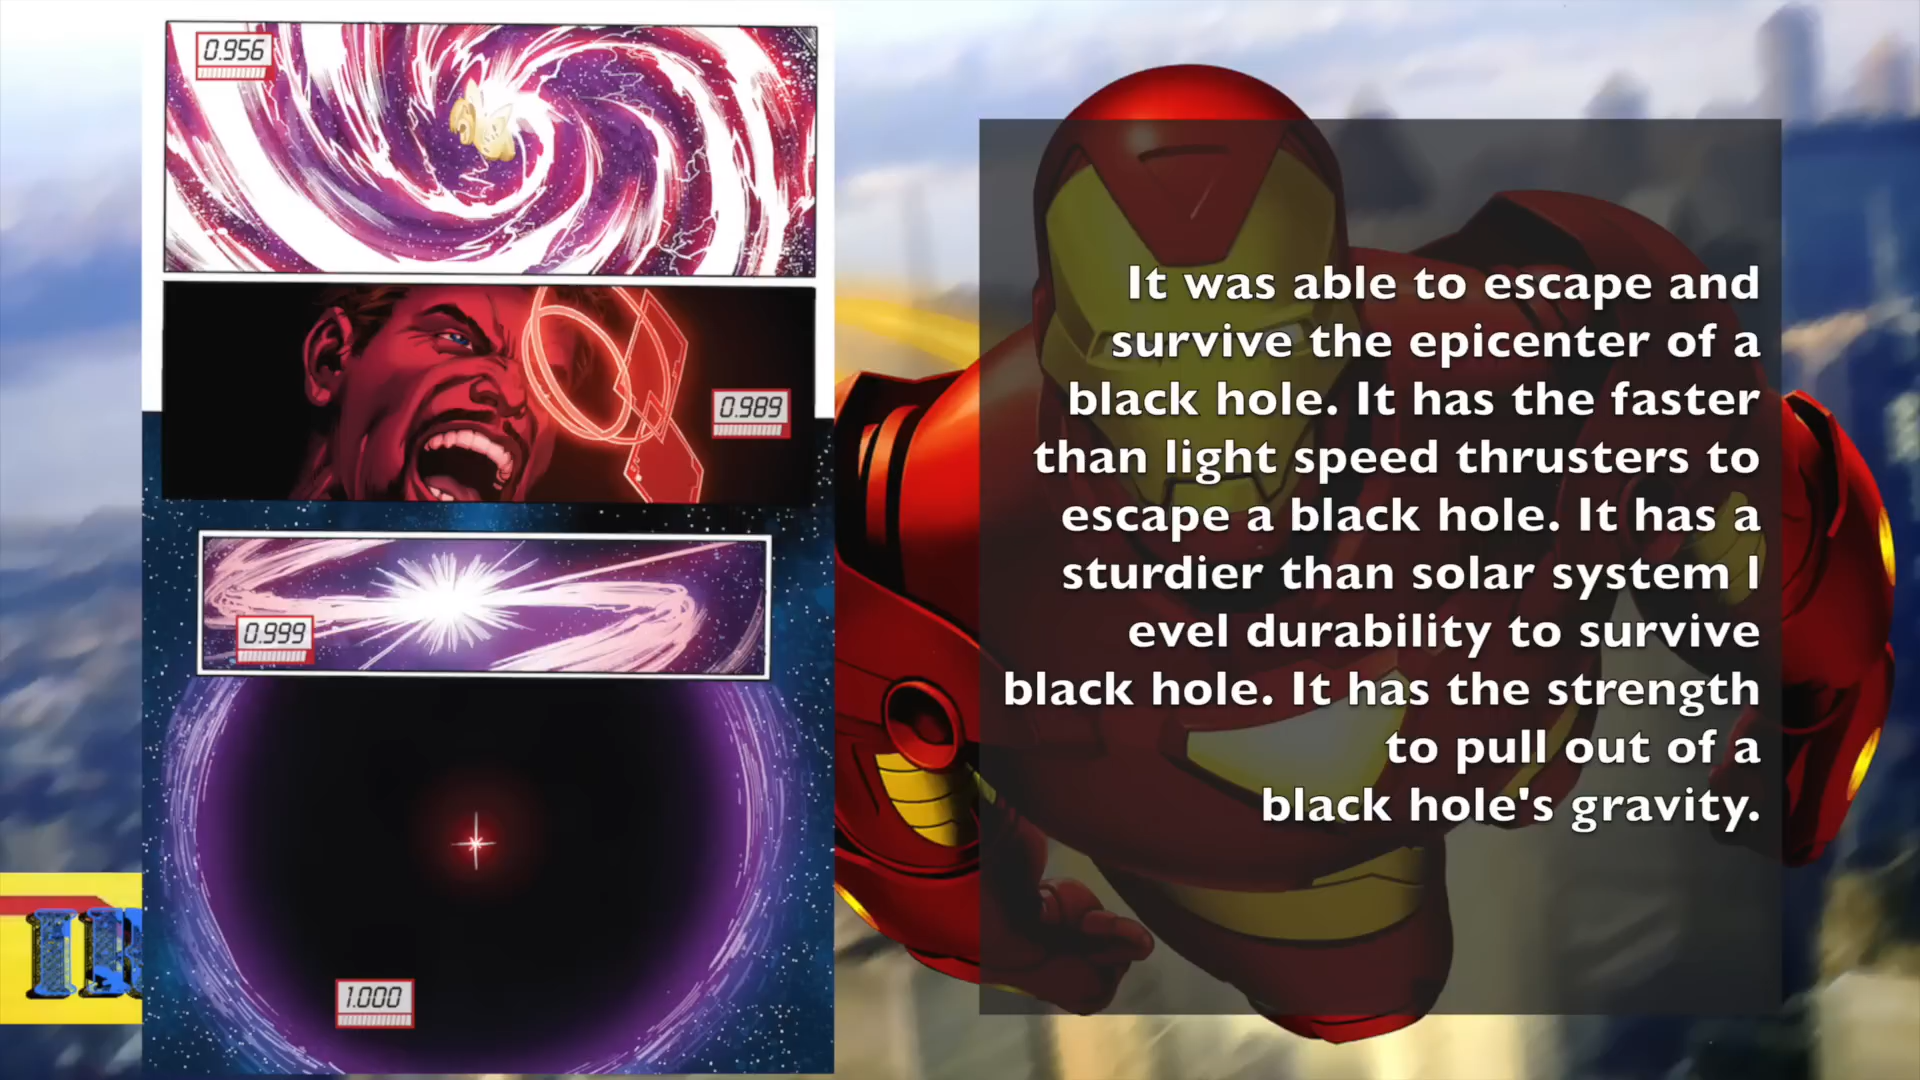 0.956
0.989
0.999
1.000
It was able to escape and
survive the epicenter of a
black hole. It has the faster
than light speed thrusters to
escape a black hole. It has a
sturdier than solar system l
evel durability to survive
black hole. It has the strength
to pull out of a
black hole's gravity.